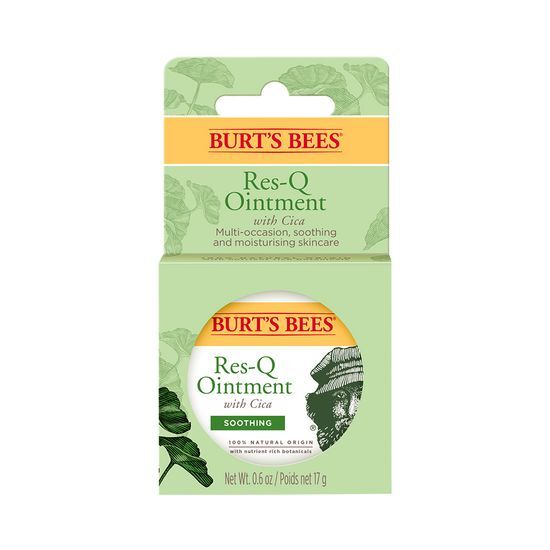 BURT'S BEES®
Res-Q
Ointment
with Cica
Multi-occasion, soothing
and moisturising skincare
BURT'S BEES®
Res-Q
Ointment
with Cica
SOOTHING
®
100% NATURAL ORIGIN
with nutrient rich botanicals
Net Wt. 0.6 oz / Poids net 17 g